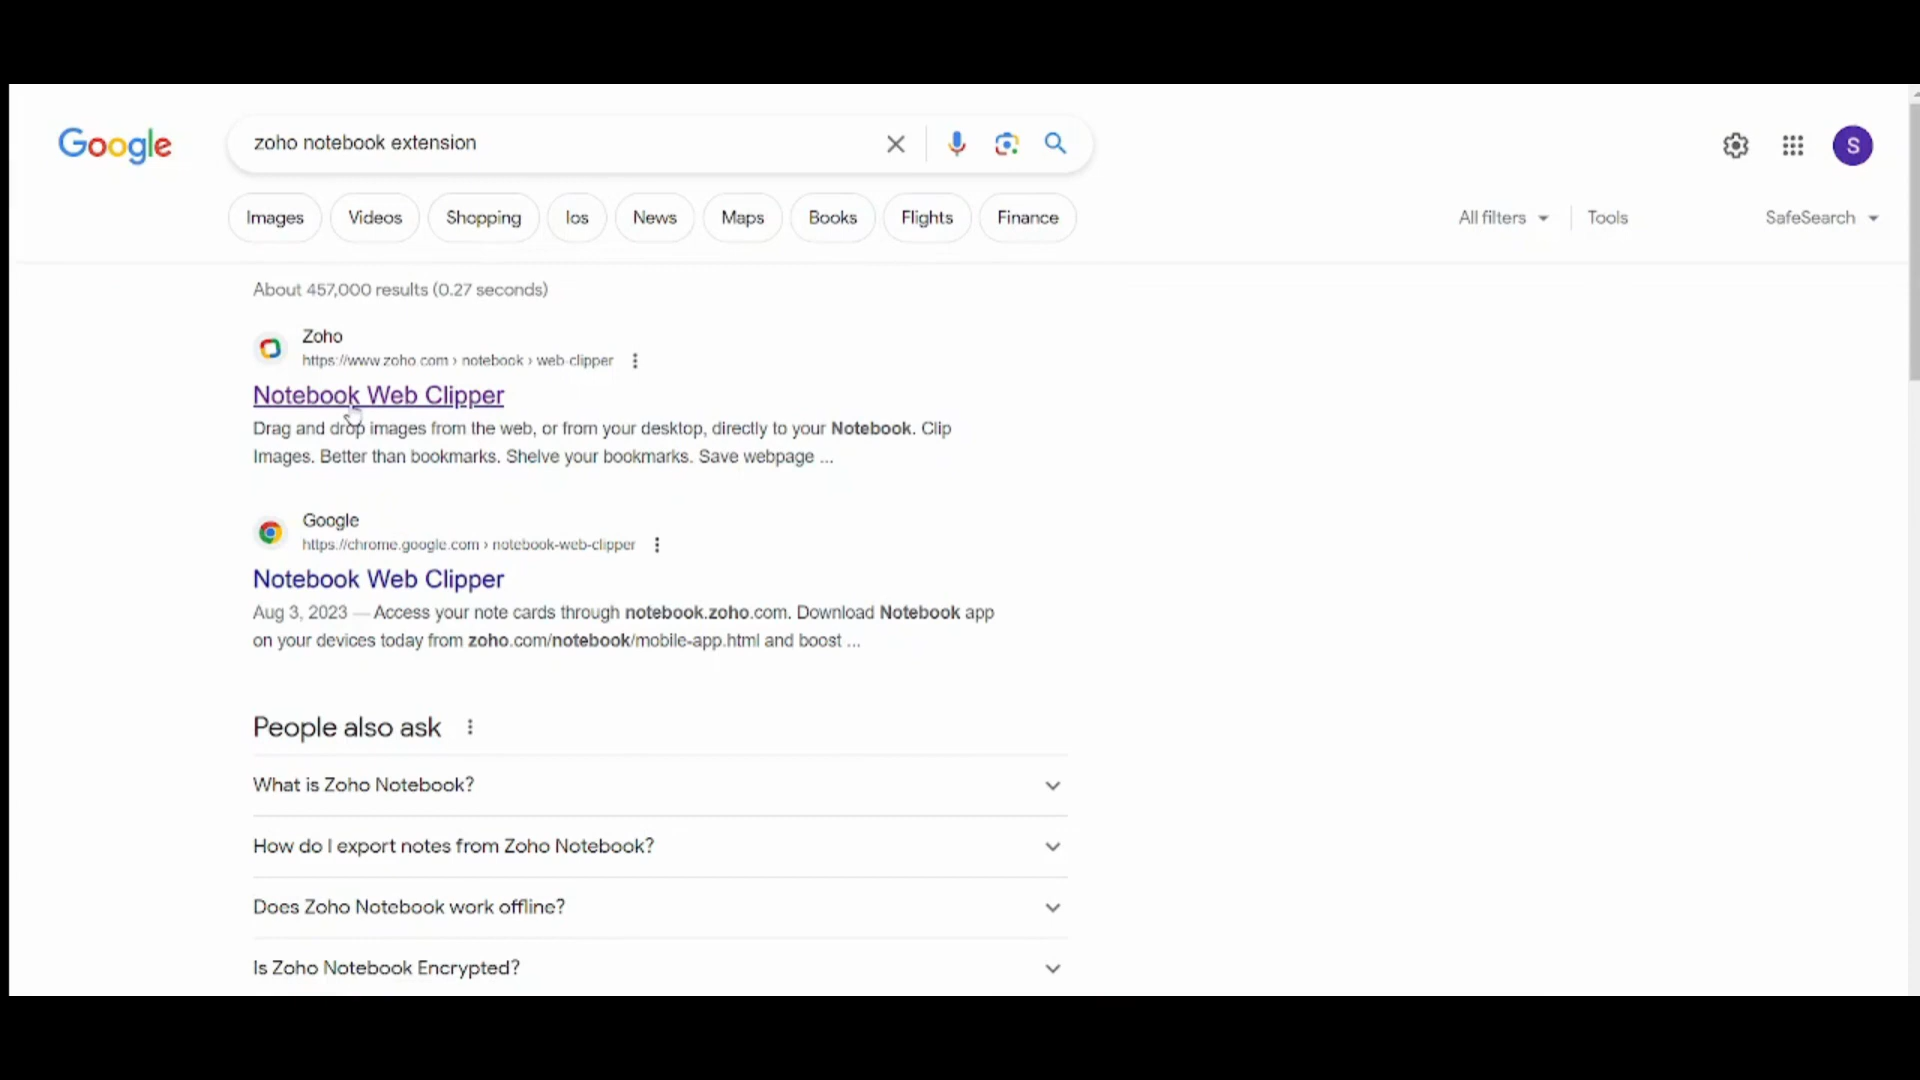 Google
zoho notebook extension
S
Images Videos Shopping Ios News Maps Books Flights Finance All filters Tools SafeSearch
About 457,000 results (0.27 seconds)
Zoho
https://www.zoho.com › notebook › web-clipper
Notebook Web Clipper
Drag and drop images from the web, or from your desktop, directly to your Notebook. Clip
Images. Better than bookmarks. Shelve your bookmarks. Save webpage ...
Google
https://chrome.google.com › notebook-web-clipper
Notebook Web Clipper
Aug 3, 2023 — Access your note cards through notebook.zoho.com. Download Notebook app
on your devices today from zoho.com/notebook/mobile-app.html and boost ...
People also ask
What is Zoho Notebook?
How do I export notes from Zoho Notebook?
Does Zoho Notebook work offline?
Is Zoho Notebook Encrypted?